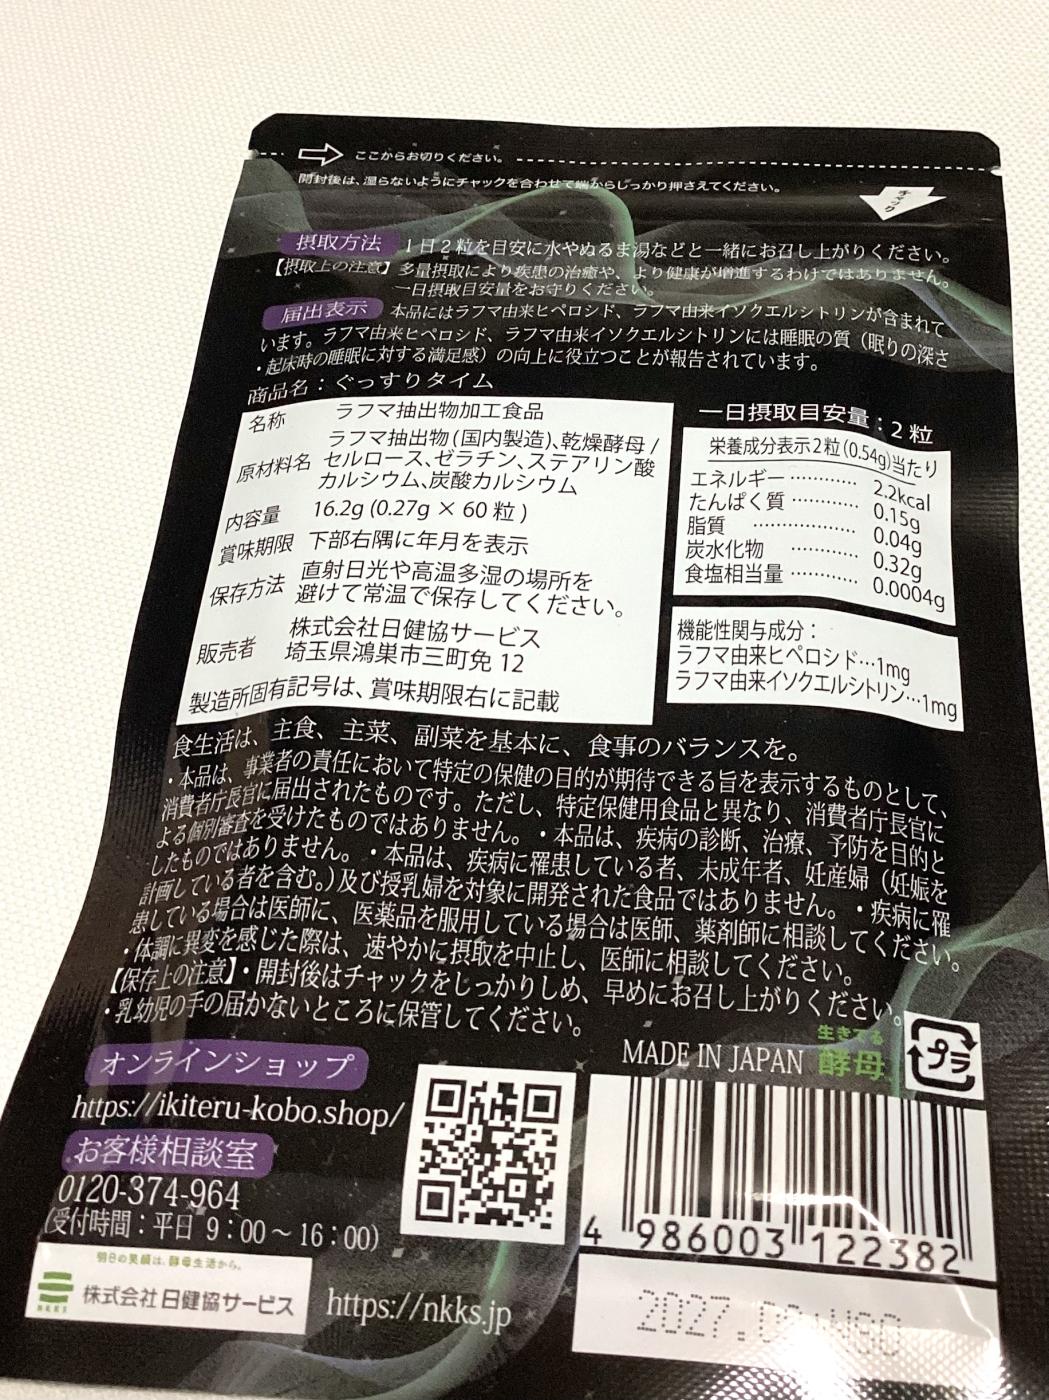 ここからお切りください。
開封後は、湿らないようにチャックを合わせて端からしっかり押さえてください。
チャック
摂取方法 1日2粒を目安に水やぬるま湯などと一緒にお召し上がりください。
【摂取上の注意】多量摂取により疾患の治癒や、より健康が増進するわけではありません。
一日摂取目安量をお守りください。
届出表示 本品にはラフマ由来ヒペロシド、ラフマ由来イソクエルシトリンが含まれて
います。ラフマ由来ヒペロシド、ラフマ由来イソクエルシトリンには睡眠の質（眠りの深さ
・起床時の睡眠に対する満足感）の向上に役立つことが報告されています。
商品名：ぐっすりタイム
名称 ラフマ抽出物加工食品
原材料名 ラフマ抽出物(国内製造)、乾燥酵母 /
セルロース、ゼラチン、ステアリン酸
カルシウム、炭酸カルシウム
内容量 16.2g (0.27g × 60 粒 )
賞味期限 下部右隅に年月を表示
保存方法 直射日光や高温多湿の場所を
避けて常温で保存してください。
販売者 株式会社日健協サービス
埼玉県鴻巣市三町免 12
製造所固有記号は、賞味期限右に記載
一日摂取目安量：2 粒
栄養成分表示2粒(0.54g)当たり
エネルギー ………… 2.2kcal
たんぱく質 ………… 0.15g
脂質 ……………… 0.04g
炭水化物 ………… 0.32g
食塩相当量 ………… 0.0004g
機能性関与成分：
ラフマ由来ヒペロシド…1mg
ラフマ由来イソクエルシトリン…1mg
食生活は、主食、主菜、副菜を基本に、食事のバランスを。
・本品は、事業者の責任において特定の保健の目的が期待できる旨を表示するものとして、
消費者庁長官に届出されたものです。ただし、特定保健用食品と異なり、消費者庁長官に
よる個別審査を受けたものではありません。・本品は、疾病の診断、治療、予防を目的と
したものではありません。・本品は、疾病に罹患している者、未成年者、妊産婦（妊娠を
計画している者を含む。）及び授乳婦を対象に開発された食品ではありません。・疾病に罹
患している場合は医師に、医薬品を服用している場合は医師、薬剤師に相談してください。
・体調に異変を感じた際は、速やかに摂取を中止し、医師に相談してください。
【保存上の注意】・開封後はチャックをしっかりしめ、早めにお召し上がりください。
・乳幼児の手の届かないところに保管してください。
MADE IN JAPAN
生きてる
酵母
プラ
オンラインショップ
https://ikiteru-kobo.shop/
お客様相談室
0120-374-964
(受付時間：平日 9：00～16：00)
明日の笑顔は、酵母生活から。
NKKS
株式会社 日健協サービス
https://nkks.jp
4 986003 122382
2027.